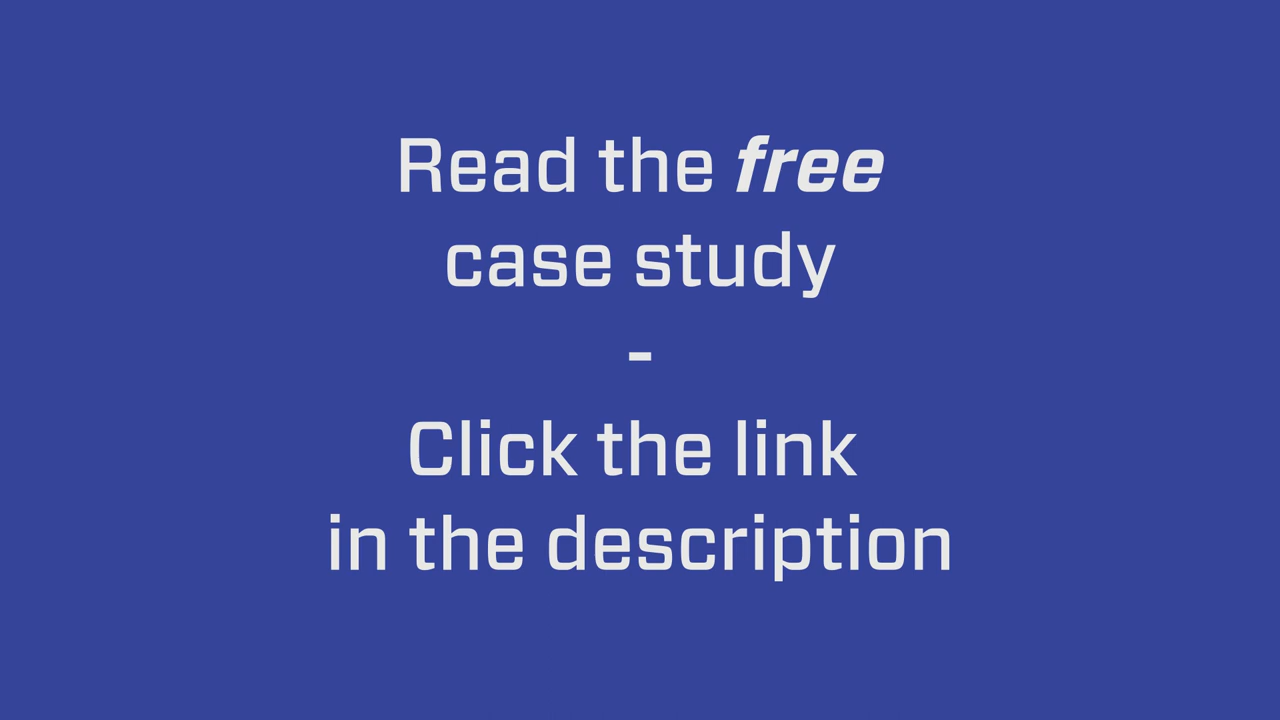 Read the free
case study
-
Click the link
in the description